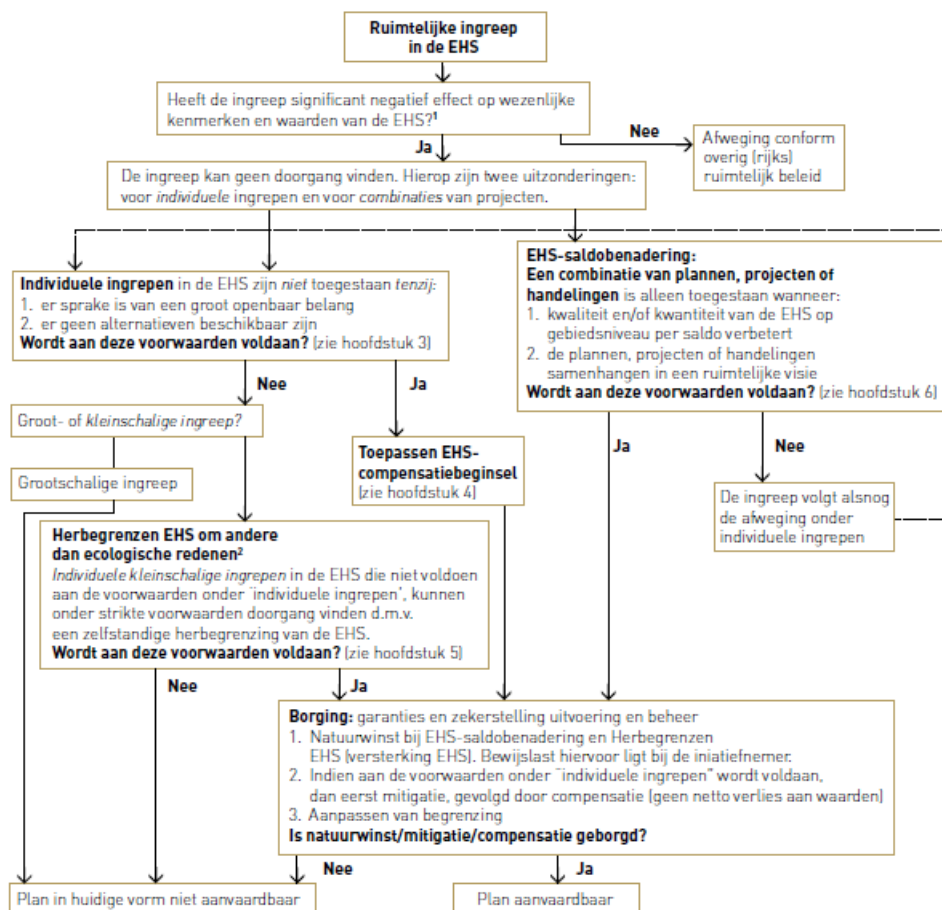 Ruimtelijke ingreep
in de EHS
Heeft de ingreep significant negatief effect op wezenlijke
kenmerken en waarden van de EHS?¹
Nee
Afweging conform
overig (rijks)
ruimtelijk beleid
Ja
De ingreep kan geen doorgang vinden. Hierop zijn twee uitzonderingen:
voor individuele ingrepen en voor combinaties van projecten.
Individuele ingrepen in de EHS zijn niet toegestaan tenzij:
1. er sprake is van een groot openbaar belang
2. er geen alternatieven beschikbaar zijn
Wordt aan deze voorwaarden voldaan? (zie hoofdstuk 3)
EHS-saldobenadering:
Een combinatie van plannen, projecten of
handelingen is alleen toegestaan wanneer:
1. kwaliteit en/of kwantiteit van de EHS op
gebiedsniveau per saldo verbetert
2. de plannen, projecten of handelingen
samenhangen in een ruimtelijke visie
Wordt aan deze voorwaarden voldaan? (zie hoofdstuk 6)
Nee
Ja
Groot- of kleinschalige ingreep?
Grootschalige ingreep
Toepassen EHS-
compensatiebeginsel
(zie hoofdstuk 4)
Ja
Nee
De ingreep volgt alsnog
de afweging onder
individuele ingrepen
Herbegrenzen EHS om andere
dan ecologische redenen²
Individuele kleinschalige ingrepen in de EHS die niet voldoen
aan de voorwaarden onder 'individuele ingrepen', kunnen
onder strikte voorwaarden doorgang vinden d.m.v.
een zelfstandige herbegrenzing van de EHS.
Wordt aan deze voorwaarden voldaan? (zie hoofdstuk 5)
Nee
Ja
Borging: garanties en zekerstelling uitvoering en beheer
1. Natuurwinst bij EHS-saldobenadering en Herbegrenzen
EHS (versterking EHS). Bewijslast hiervoor ligt bij de iniatiefnemer.
2. Indien aan de voorwaarden onder "individuele ingrepen" wordt voldaan,
dan eerst mitigatie, gevolgd door compensatie (geen netto verlies aan waarden)
3. Aanpassen van begrenzing
Is natuurwinst/mitigatie/compensatie geborgd?
Nee
Ja
Plan in huidige vorm niet aanvaardbaar
Plan aanvaardbaar